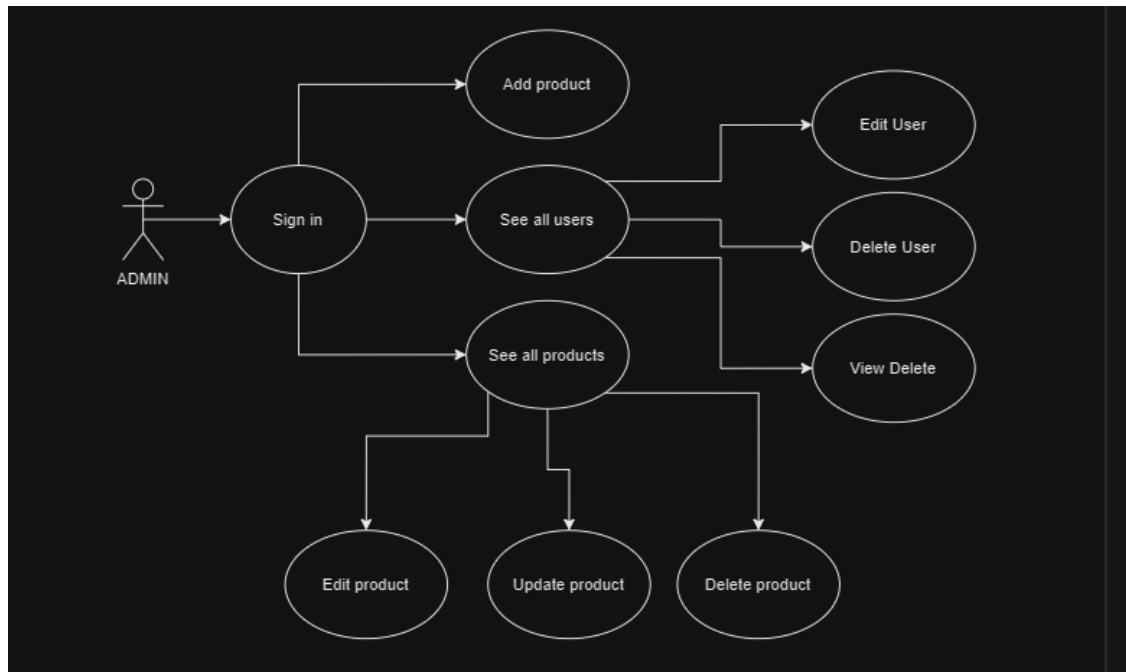 Add product
Edit User
Sign in
See all users
Delete User
ADMIN
See all products
View Delete
Edit product
Update product
Delete product